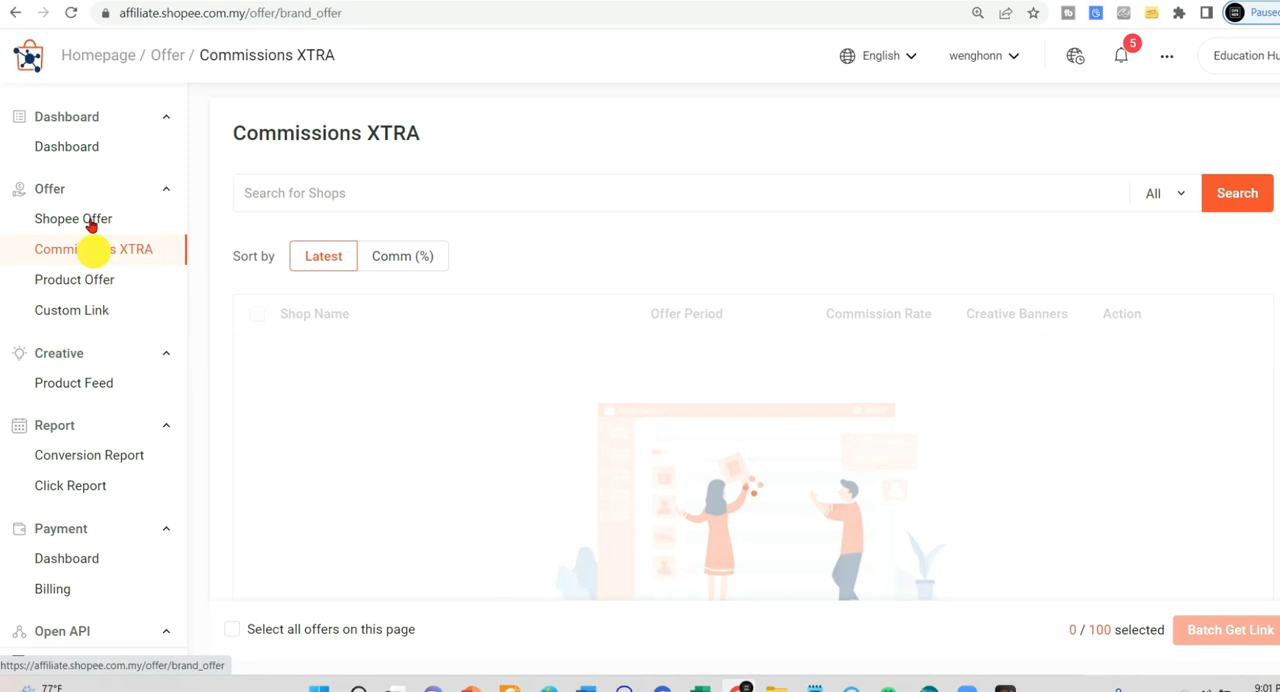 affiliate.shopee.com.my/offer/brand_offer
Paused
Homepage / Offer / Commissions XTRA
English
wenghonn
5
Education Hu
Dashboard
Dashboard
Offer
Shopee Offer
Commissions XTRA
Product Offer
Custom Link
Creative
Product Feed
Report
Conversion Report
Click Report
Payment
Dashboard
Billing
Open API
Commissions XTRA
Search for Shops
All
Search
Sort by
Latest
Comm (%)
Shop Name
Offer Period
Commission Rate
Creative Banners
Action
Select all offers on this page
0 / 100 selected
Batch Get Link
https://affiliate.shopee.com.my/offer/brand_offer
77°F